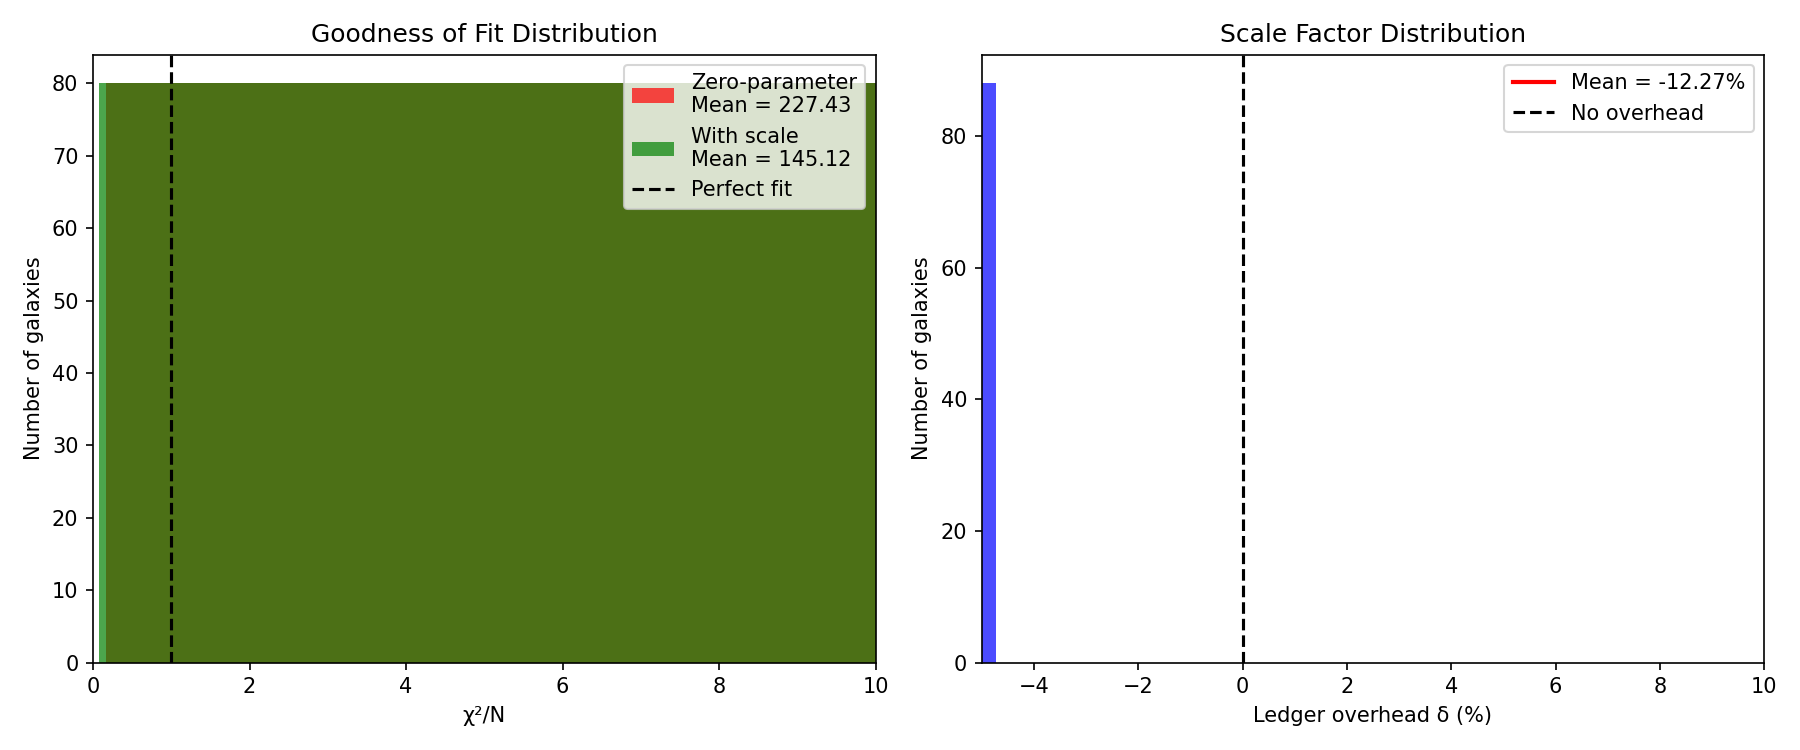 Goodness of Fit Distribution
Number of galaxies
80
70
60
50
40
30
20
10
0
Zero-parameter
Mean = 227.43
With scale
Mean = 145.12
Perfect fit
0 2 4 6 8 10
χ²/N
Scale Factor Distribution
Number of galaxies
80
60
40
20
0
Mean = -12.27%
No overhead
−4 −2 0 2 4 6 8 10
Ledger overhead δ (%)